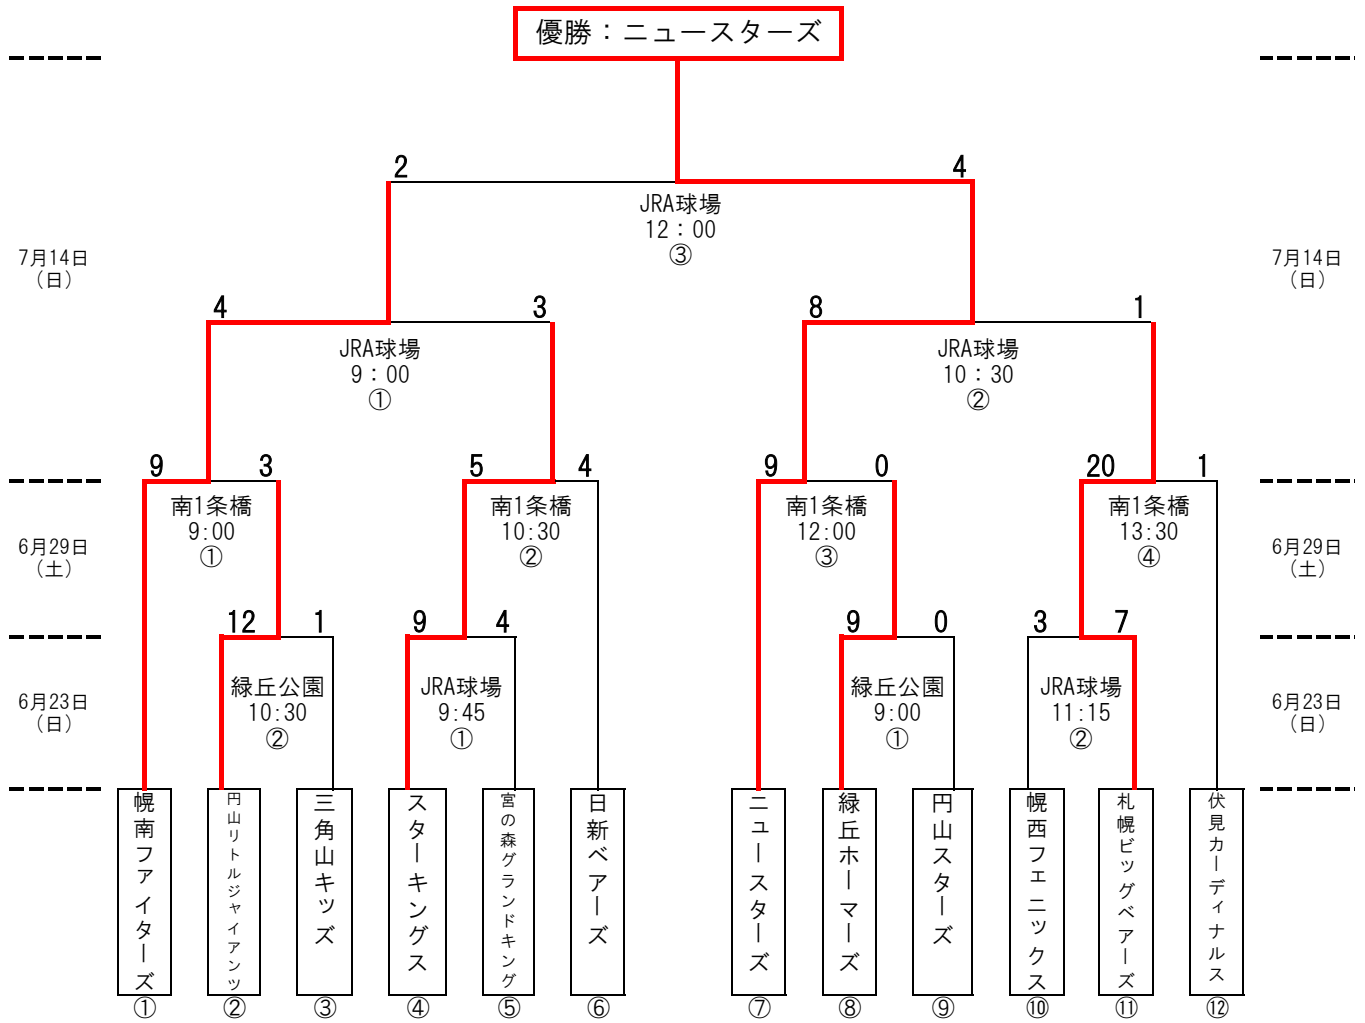 優勝：ニュースターズ
2
4
JRA球場
12：00
③
7月14日
（日）
7月14日
（日）
4
3
8
1
JRA球場
9：00
①
JRA球場
10：30
②
9
3
5
4
9
0
20
1
南1条橋
9:00
①
南1条橋
10:30
②
南1条橋
12:00
③
南1条橋
13:30
④
6月29日
（土）
6月29日
（土）
12
1
9
4
9
0
3
7
緑丘公園
10:30
②
JRA球場
9:45
①
緑丘公園
9:00
①
JRA球場
11:15
②
6月23日
（日）
6月23日
（日）
幌南ファイターズ
円山リトルジャイアンツ
三角山キッズ
スターキングス
宮の森グランドキング
日新ベアーズ
ニュースターズ
緑丘ホーマーズ
円山スターズ
幌西フェニックス
札幌ビッグベアーズ
伏見カーディナルス
①
②
③
④
⑤
⑥
⑦
⑧
⑨
⑩
⑪
⑫